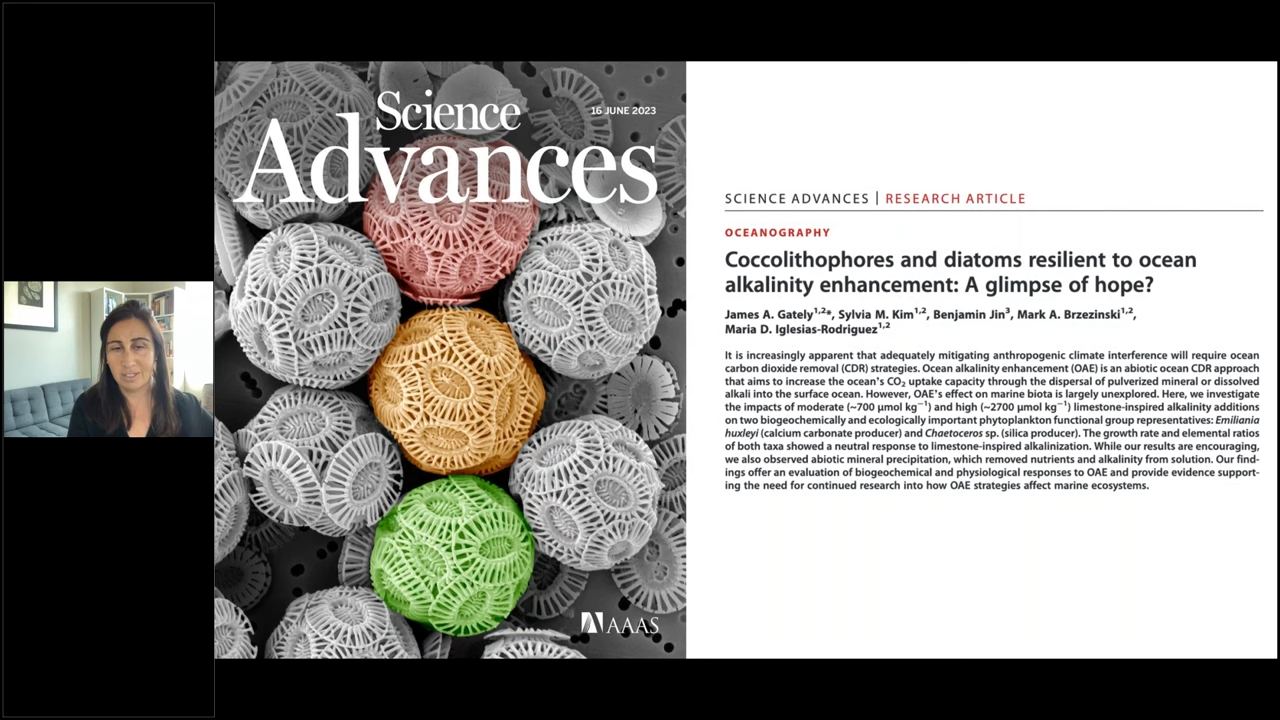 Science
Advances
16 JUNE 2023
AAAS
SCIENCE ADVANCES | RESEARCH ARTICLE
OCEANOGRAPHY
Coccolithophores and diatoms resilient to ocean
alkalinity enhancement: A glimpse of hope?
James A. Gately1,2*, Sylvia M. Kim1,2, Benjamin Jin3, Mark A. Brzezinski1,2,
Maria D. Iglesias-Rodriguez1,2
It is increasingly apparent that adequately mitigating anthropogenic climate interference will require ocean
carbon dioxide removal (CDR) strategies. Ocean alkalinity enhancement (OAE) is an abiotic ocean CDR approach
that aims to increase the ocean's CO2 uptake capacity through the dispersal of pulverized mineral or dissolved
alkali into the surface ocean. However, OAE's effect on marine biota is largely unexplored. Here, we investigate
the impacts of moderate (~700 μmol kg−1) and high (~2700 μmol kg−1) limestone-inspired alkalinity additions
on two biogeochemically and ecologically important phytoplankton functional group representatives: Emiliania
huxleyi (calcium carbonate producer) and Chaetoceros sp. (silica producer). The growth rate and elemental ratios
of both taxa showed a neutral response to limestone-inspired alkalinization. While our results are encouraging,
we also observed abiotic mineral precipitation, which removed nutrients and alkalinity from solution. Our find-
ings offer an evaluation of biogeochemical and physiological responses to OAE and provide evidence support-
ing the need for continued research into how OAE strategies affect marine ecosystems.